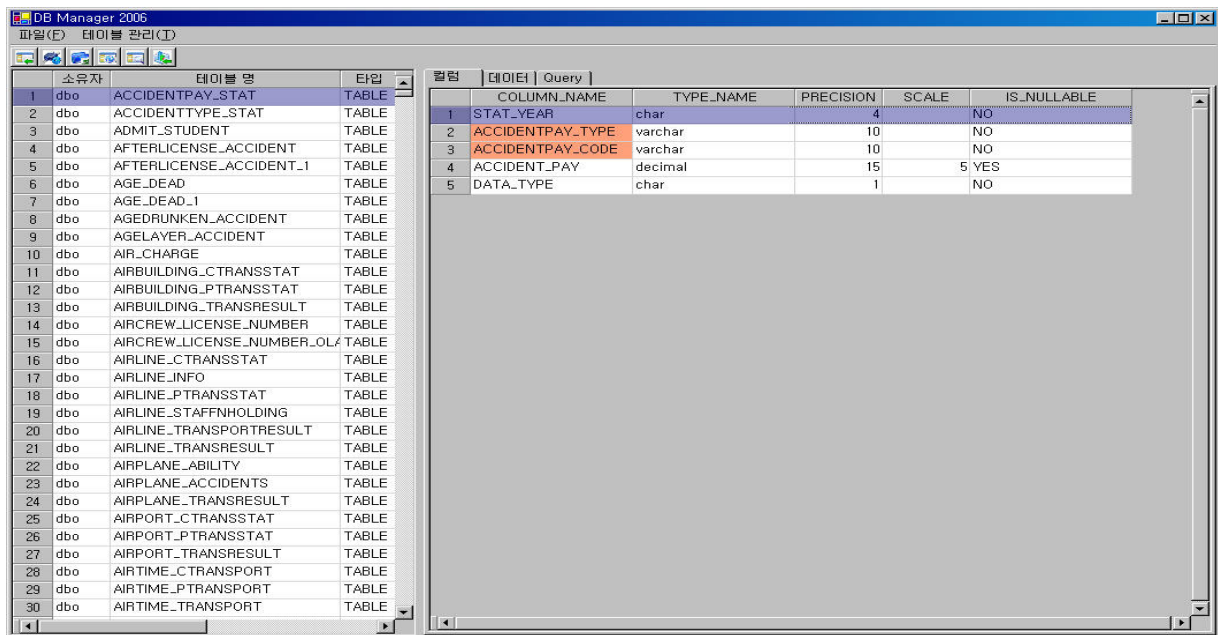 DB Manager 2006
파일(F) 테이블 관리(T)
소유자 테이블 명 타입
1 dbo ACCIDENTPAY_STAT TABLE
2 dbo ACCIDENTTYPE_STAT TABLE
3 dbo ADMIT_STUDENT TABLE
4 dbo AFTERLICENSE_ACCIDENT TABLE
5 dbo AFTERLICENSE_ACCIDENT_1 TABLE
6 dbo AGE_DEAD TABLE
7 dbo AGE_DEAD_1 TABLE
8 dbo AGEDRUNKEN_ACCIDENT TABLE
9 dbo AGELAYER_ACCIDENT TABLE
10 dbo AIR_CHARGE TABLE
11 dbo AIRBUILDING_CTRANSSTAT TABLE
12 dbo AIRBUILDING_PTRANSSTAT TABLE
13 dbo AIRBUILDING_TRANSRESULT TABLE
14 dbo AIRCREW_LICENSE_NUMBER TABLE
15 dbo AIRCREW_LICENSE_NUMBER_OLA TABLE
16 dbo AIRLINE_CTRANSSTAT TABLE
17 dbo AIRLINE_INFO TABLE
18 dbo AIRLINE_PTRANSSTAT TABLE
19 dbo AIRLINE_STAFFNHOLDING TABLE
20 dbo AIRLINE_TRANSPORTRESULT TABLE
21 dbo AIRLINE_TRANSRESULT TABLE
22 dbo AIRPLANE_ABILITY TABLE
23 dbo AIRPLANE_ACCIDENTS TABLE
24 dbo AIRPLANE_TRANSRESULT TABLE
25 dbo AIRPORT_CTRANSSTAT TABLE
26 dbo AIRPORT_PTRANSSTAT TABLE
27 dbo AIRPORT_TRANSRESULT TABLE
28 dbo AIRTIME_CTRANSPORT TABLE
29 dbo AIRTIME_PTRANSPORT TABLE
30 dbo AIRTIME_TRANSPORT TABLE
컬럼 데이터 Query
COLUMN_NAME TYPE_NAME PRECISION SCALE IS_NULLABLE
1 STAT_YEAR char 4 NO
2 ACCIDENTPAY_TYPE varchar 10 NO
3 ACCIDENTPAY_CODE varchar 10 NO
4 ACCIDENT_PAY decimal 15 5 YES
5 DATA_TYPE char 1 NO